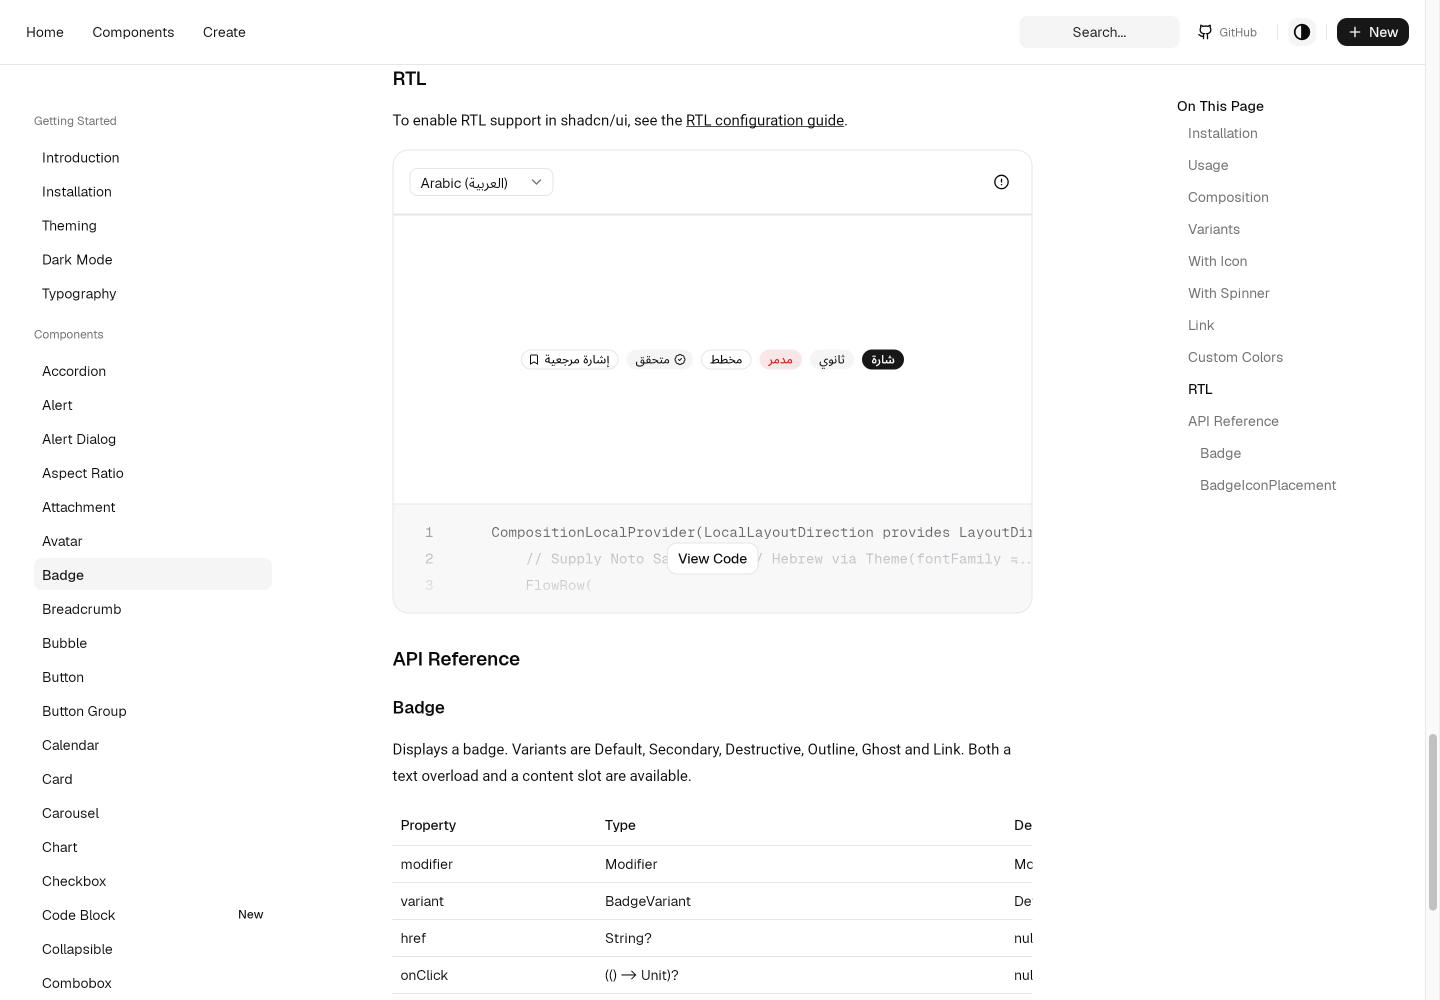 Home
Components
Create
Search...
GitHub
New
Getting Started
Introduction
Installation
Theming
Dark Mode
Typography
Components
Accordion
Alert
Alert Dialog
Aspect Ratio
Attachment
Avatar
Badge
Breadcrumb
Bubble
Button
Button Group
Calendar
Card
Carousel
Chart
Checkbox
Code Block New
Collapsible
Combobox
RTL
To enable RTL support in shadcn/ui, see the RTL configuration guide.
Arabic (العربية)
شارة
ثانوي
مدمر
مخطط
متحقق
إشارة مرجعية
1 CompositionLocalProvider(LocalLayoutDirection provides LayoutDir
2 // Supply Noto Sa / Hebrew via Theme(fontFamily =..
View Code
3 FlowRow(
API Reference
Badge
Displays a badge. Variants are Default, Secondary, Destructive, Outline, Ghost and Link. Both a
text overload and a content slot are available.
Property Type De
modifier Modifier Mo
variant BadgeVariant De
href String? nul
onClick (() -> Unit)? nul
On This Page
Installation
Usage
Composition
Variants
With Icon
With Spinner
Link
Custom Colors
RTL
API Reference
Badge
BadgeIconPlacement